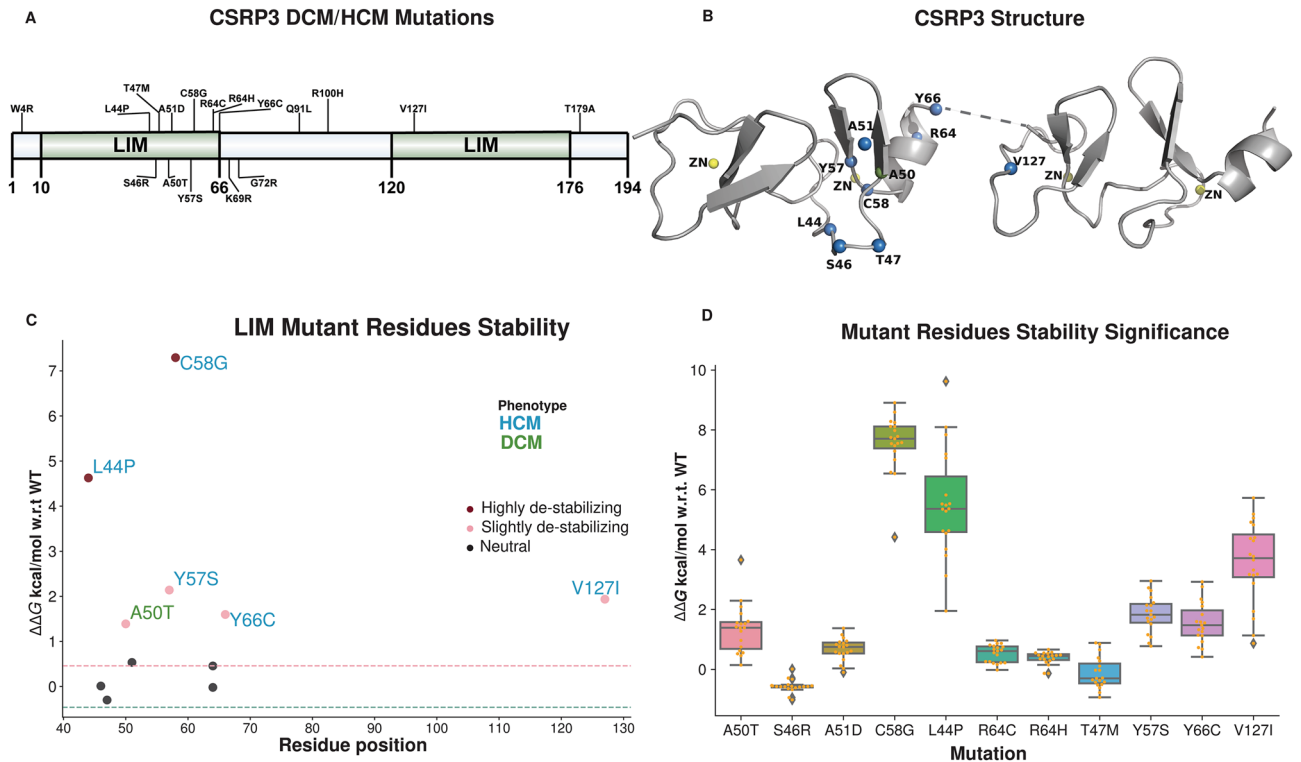 A
CSRP3 DCM/HCM Mutations
W4R
L44P
T47M
A51D
C58G
R64C
R64H
Y66C
Q91L
R100H
V127I
T179A
LIM
LIM
S46R
A50T
Y57S
K69R
G72R
1
10
66
120
176
194
B
CSRP3 Structure
ZN
Y66
R64
A51
Y57
ZN
A50
C58
L44
S46
T47
V127
ZN
ZN
C
LIM Mutant Residues Stability
ΔΔG kcal/mol w.r.t WT
7
6
5
4
3
2
1
0
C58G
L44P
Y57S
A50T
Y66C
V127I
Phenotype
HCM
DCM
Highly de-stabilizing
Slightly de-stabilizing
Neutral
40 50 60 70 80 90 100 110 120 130
Residue position
D
Mutant Residues Stability Significance
ΔΔG kcal/mol w.r.t. WT
10
8
6
4
2
0
A50T S46R A51D C58G L44P R64C R64H T47M Y57S Y66C V127I
Mutation